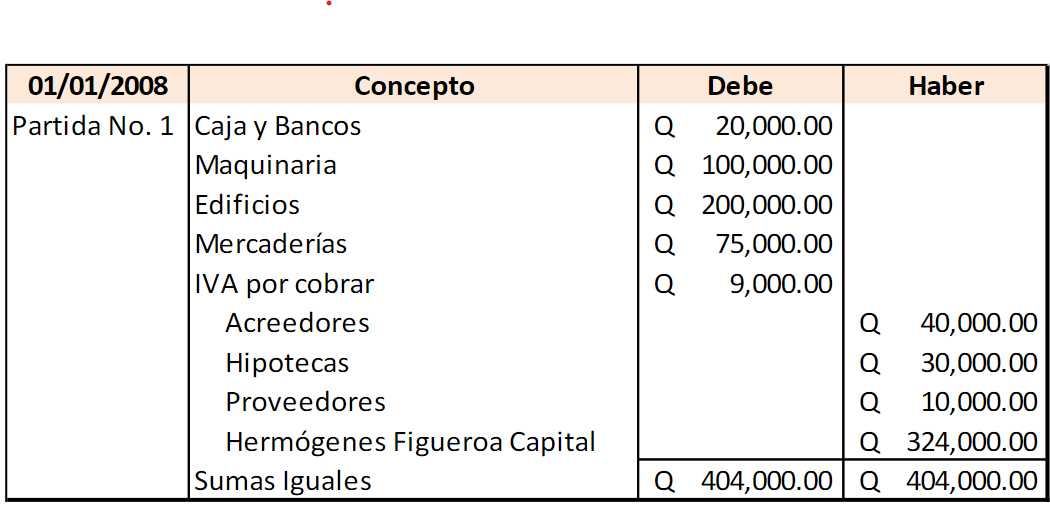 01/01/2008 Concepto Debe Haber
Partida No. 1 Caja y Bancos Q 20,000.00
Maquinaria Q 100,000.00
Edificios Q 200,000.00
Mercaderías Q 75,000.00
IVA por cobrar Q 9,000.00
Acreedores Q 40,000.00
Hipotecas Q 30,000.00
Proveedores Q 10,000.00
Hermógenes Figueroa Capital Q 324,000.00
Sumas Iguales Q 404,000.00 Q 404,000.00